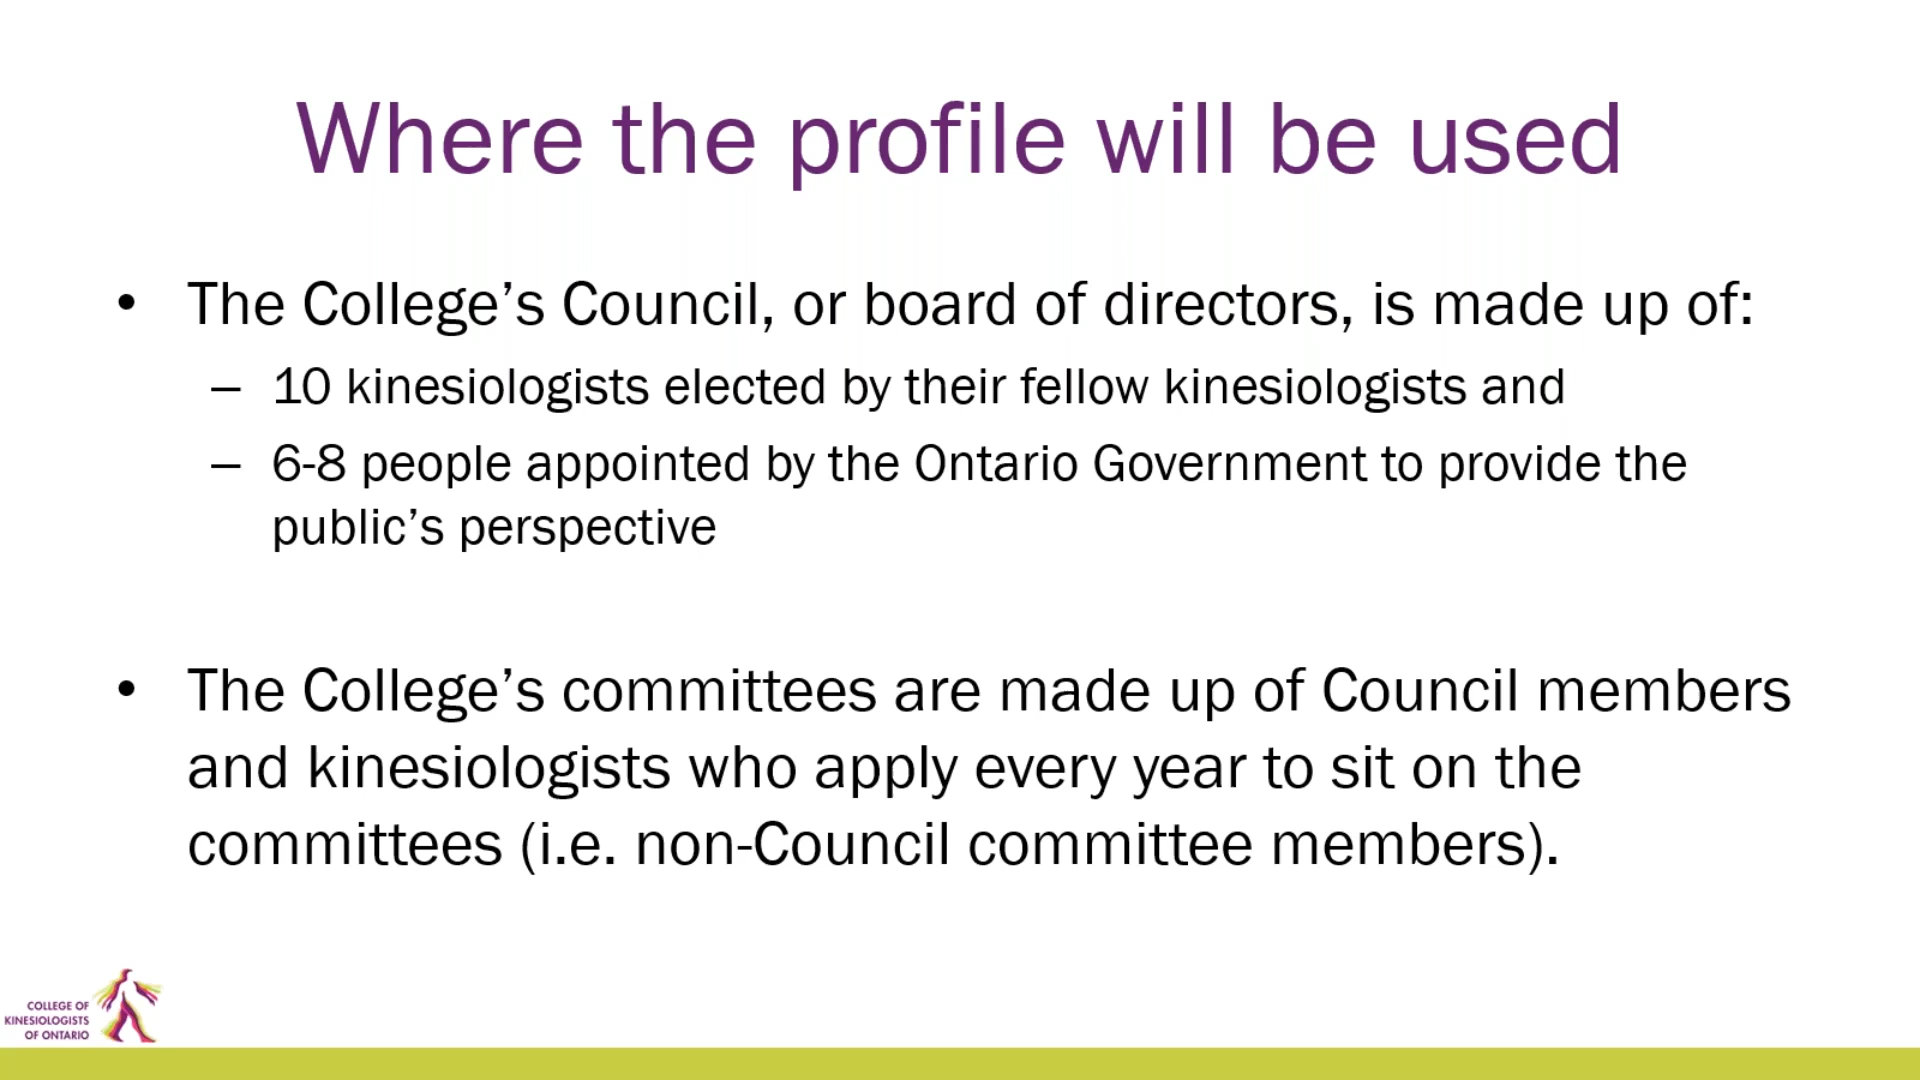 Where the profile will be used
• The College’s Council, or board of directors, is made up of:
– 10 kinesiologists elected by their fellow kinesiologists and
– 6-8 people appointed by the Ontario Government to provide the
public’s perspective
• The College’s committees are made up of Council members
and kinesiologists who apply every year to sit on the
committees (i.e. non-Council committee members).
COLLEGE OF
KINESIOLOGISTS
OF ONTARIO